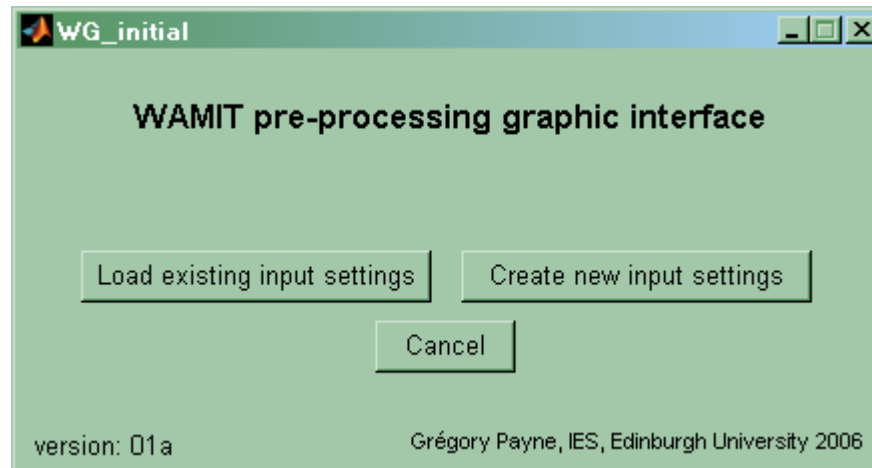 WG_initial
WAMIT pre-processing graphic interface
Load existing input settings
Create new input settings
Cancel
version: 01a
Grégory Payne, IES, Edinburgh University 2006